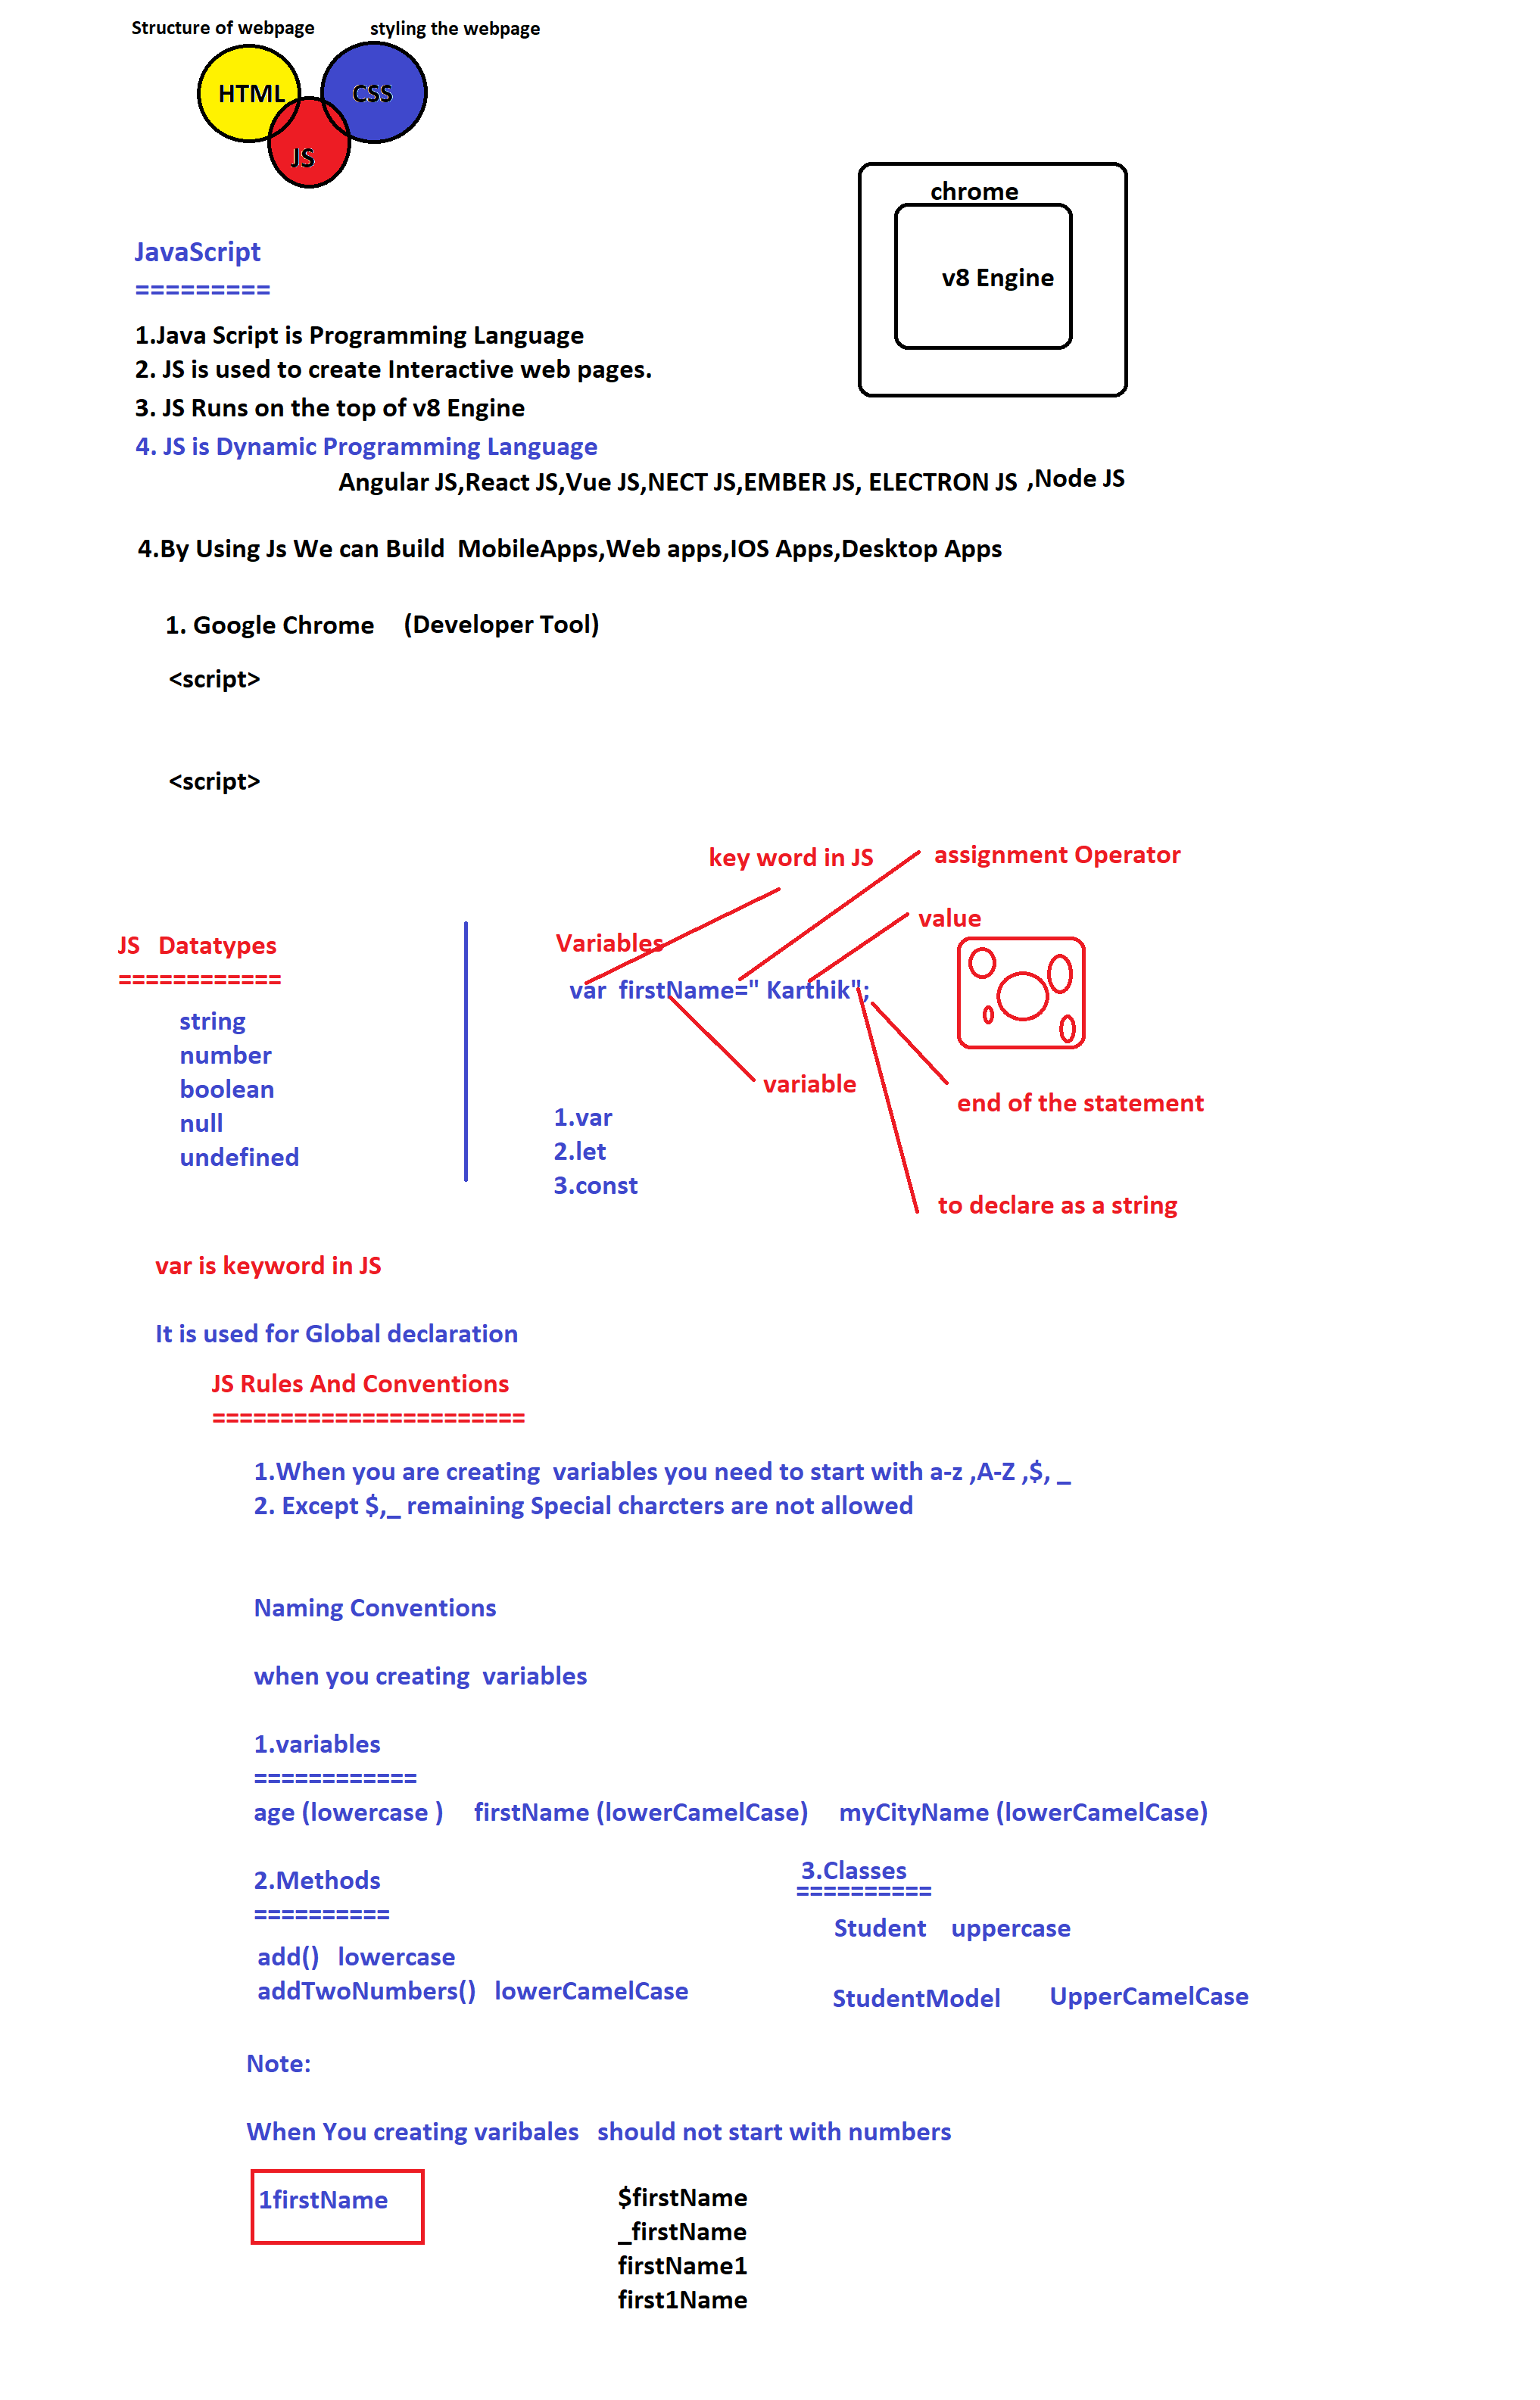 Structure of webpage   styling the webpage
HTML   CSS
JS
chrome
v8 Engine
JavaScript
==========
1.Java Script is Programming Language
2. JS is used to create Interactive web pages.
3. JS Runs on the top of v8 Engine
4. JS is Dynamic Programming Language
Angular JS,React JS,Vue JS,NECT JS,EMBER JS, ELECTRON JS ,Node JS
4.By Using Js We can Build  MobileApps,Web apps,IOS Apps,Desktop Apps
1. Google Chrome   (Developer Tool)
<script>
<script>
key word in JS   assignment Operator
value
JS   Datatypes
============
string
number
boolean
null
undefined
Variables
var  firstName=" Karthik";
variable
end of the statement
1.var
2.let
3.const
to declare as a string
var is keyword in JS
It is used for Global declaration
JS Rules And Conventions
=======================
1.When you are creating  variables you need to start with a-z ,A-Z ,$, _
2. Except $,_ remaining Special charcters are not allowed
Naming Conventions
when you creating  variables
1.variables
============
age (lowercase )   firstName (lowerCamelCase)   myCityName (lowerCamelCase)
2.Methods
==========
add()   lowercase
addTwoNumbers()   lowerCamelCase
3.Classes
==========
Student   uppercase
StudentModel   UpperCamelCase
Note:
When You creating varibales   should not start with numbers
1firstName
$firstName
_firstName
firstName1
first1Name